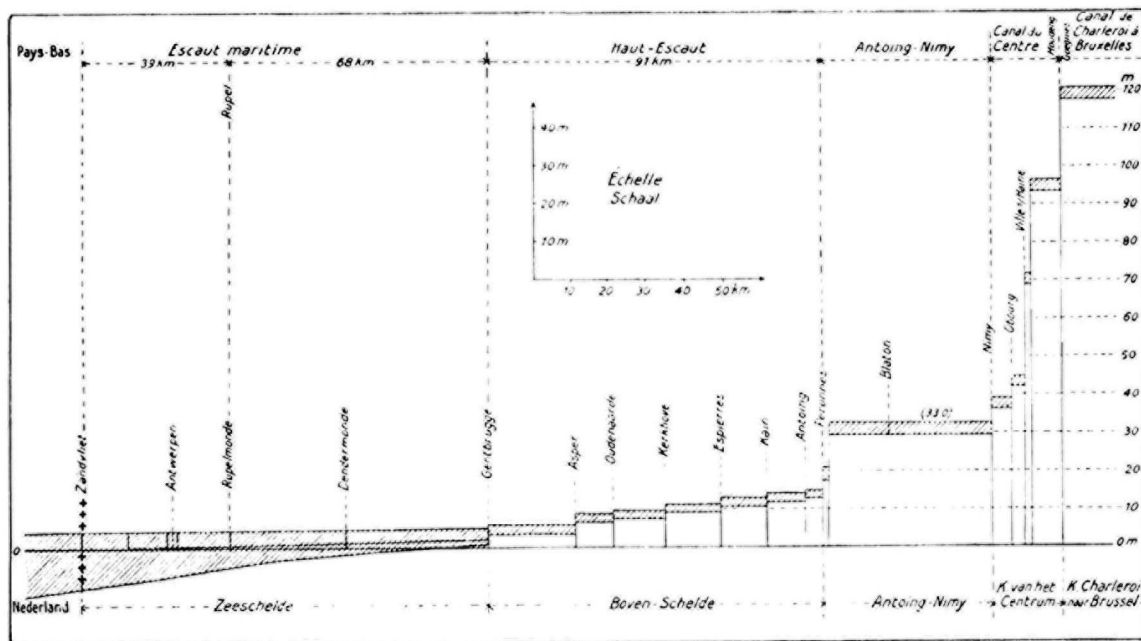 Pays-Bas
Escaut maritime
Haut-Escaut
Antoing-Nimy
Canal du Centre
Canal de Charleroi à Bruxelles
39 km
68 km
91 km
Rupel
m
120
110
100
90
80
70
60
50
40
30
20
10
0 m
40 m
30 m
20 m
10 m
Échelle
Schaal
10 20 30 40 50 km
Zandvliet
Antwerpen
Rupelmonde
Dendermonde
Gentbrugge
Asper
Oudenaarde
Kerkhove
Espierres
Kain
Antoing
Péronnes
Blaton
(33.0)
Nimy
Obourg
Ville s/Haine
0
Nederland
Zeeschelde
Boven-Schelde
Antoing-Nimy
K. van het Centrum
K. Charleroi naar Brussel